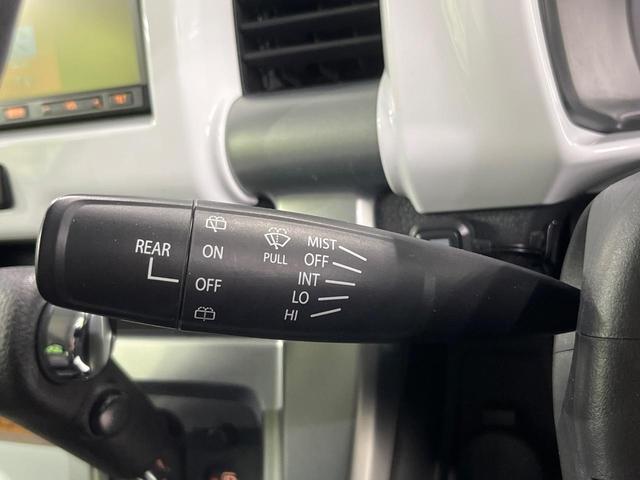 REAR
ON
OFF
PULL
MIST
OFF
INT
LO
HI